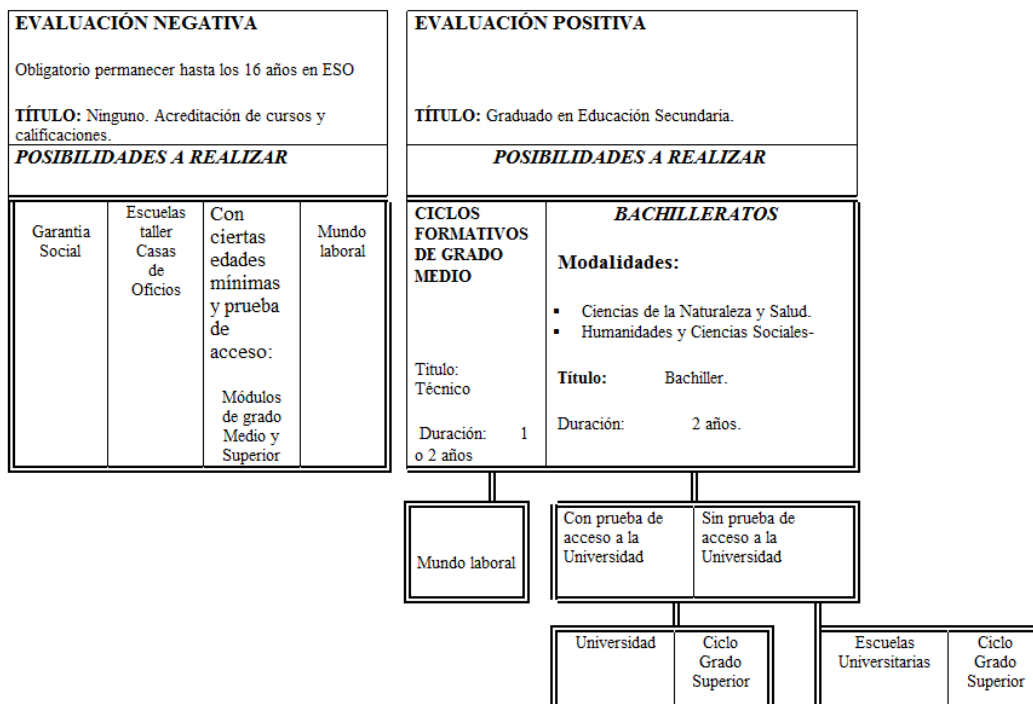 EVALUACIÓN NEGATIVA
Obligatorio permanecer hasta los 16 años en ESO
TÍTULO: Ninguno. Acreditación de cursos y
calificaciones.
POSIBILIDADES A REALIZAR
Garantia
Social
Escuelas
taller
Casas
de
Oficios
Con
ciertas
edades
mínimas
y prueba
de
acceso:
Módulos
de grado
Medio y
Superior
Mundo
laboral
EVALUACIÓN POSITIVA
TÍTULO: Graduado en Educación Secundaria.
POSIBILIDADES A REALIZAR
CICLOS
FORMATIVOS
DE GRADO
MEDIO
Titulo:
Técnico
Duración: 1
o 2 años
BACHILLERATOS
Modalidades:
▪ Ciencias de la Naturaleza y Salud.
▪ Humanidades y Ciencias Sociales-
Título: Bachiller.
Duración: 2 años.
Mundo laboral
Con prueba de
acceso a la
Universidad
Sin prueba de
acceso a la
Universidad
Universidad
Ciclo
Grado
Superior
Escuelas
Universitarias
Ciclo
Grado
Superior